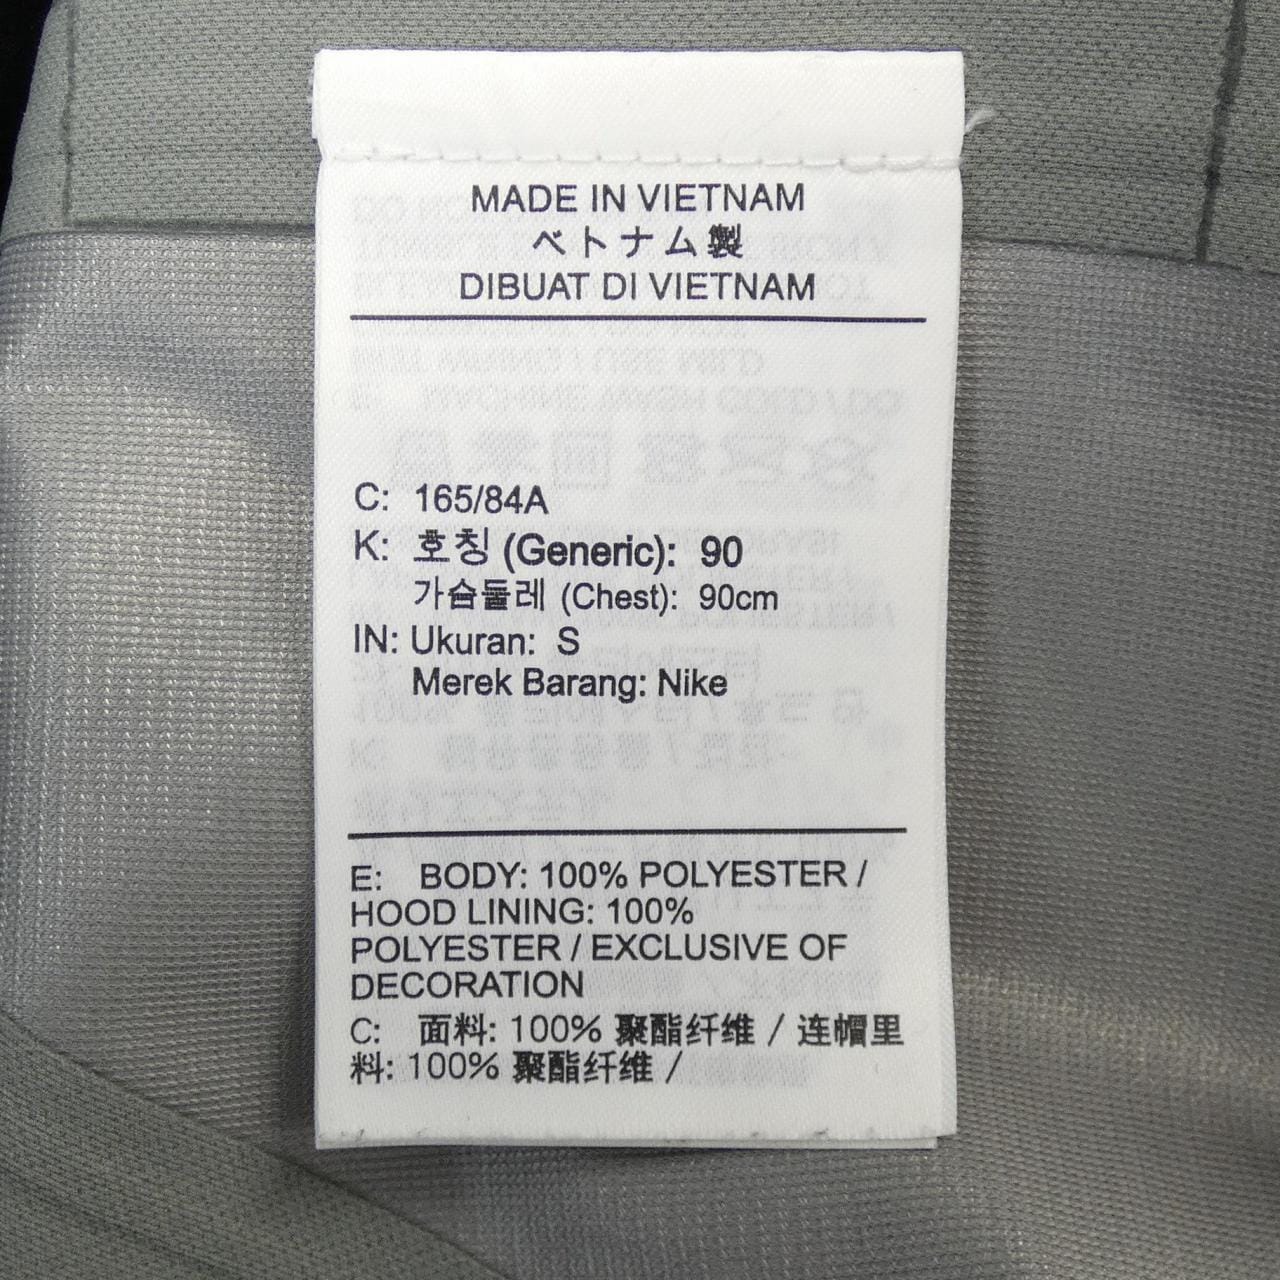 MADE IN VIETNAM
ベトナム製
DIBUAT DI VIETNAM
C: 165/84A
K: 호칭 (Generic): 90
가슴둘레 (Chest): 90cm
IN: Ukuran: S
Merek Barang: Nike
E: BODY: 100% POLYESTER /
HOOD LINING: 100%
POLYESTER / EXCLUSIVE OF
DECORATION
C: 面料: 100% 聚酯纤维 / 连帽里
料: 100% 聚酯纤维 /